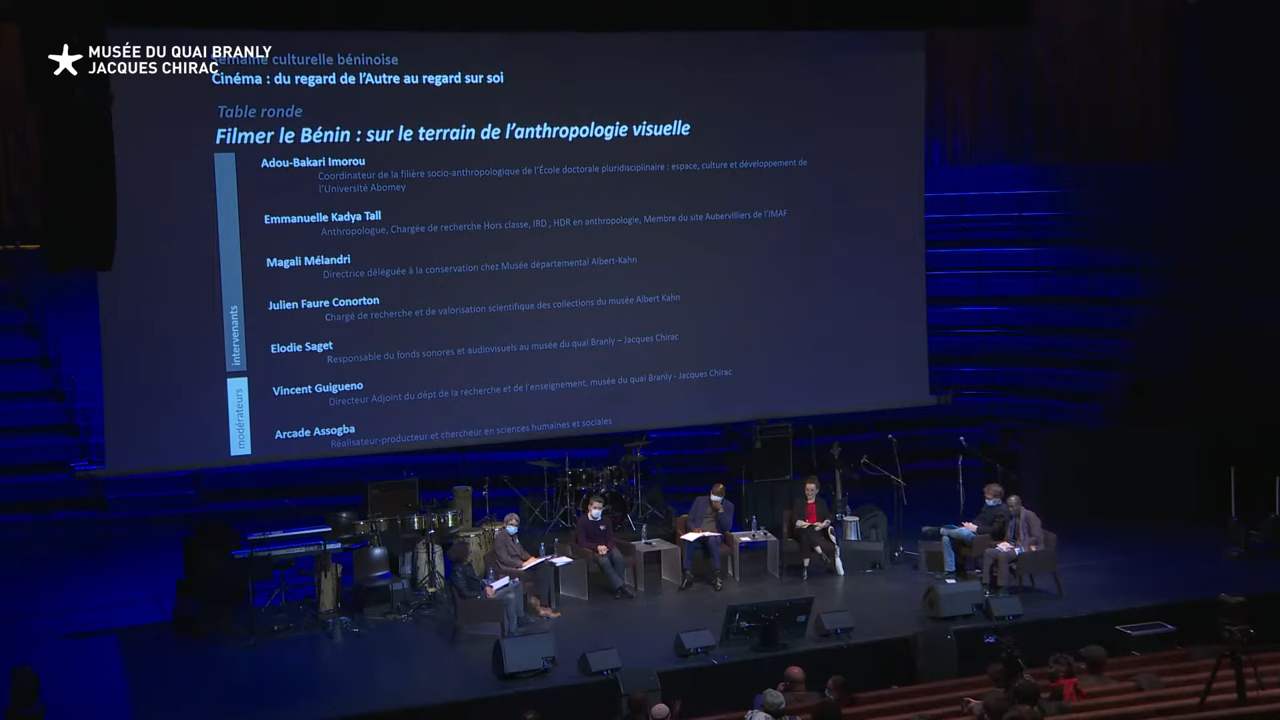 MUSÉE DU QUAI BRANLY
JACQUES CHIRAC
Semaine culturelle béninoise
Cinéma : du regard de l'Autre au regard sur soi
Table ronde
Filmer le Bénin : sur le terrain de l'anthropologie visuelle
intervenants
Adou-Bakari Imorou
Coordinateur de la filière socio-anthropologique de l'École doctorale pluridisciplinaire : espace, culture et développement de
l'Université Abomey
Emmanuelle Kadya Tall
Anthropologue, Chargée de recherche Hors classe, IRD , HDR en anthropologie, Membre du site Aubervilliers de l'IMAF
Magali Mélandri
Directrice déléguée à la conservation chez Musée départemental Albert-Kahn
Julien Faure Conorton
Chargé de recherche et de valorisation scientifique des collections du musée Albert Kahn
Elodie Saget
Responsable du fonds sonores et audiovisuels au musée du quai Branly – Jacques Chirac
modérateurs
Vincent Guigueno
Directeur Adjoint du dépt de la recherche et de l'enseignement, musée du quai Branly - Jacques Chirac
Arcade Assogba
Réalisateur-producteur et chercheur en sciences humaines et sociales